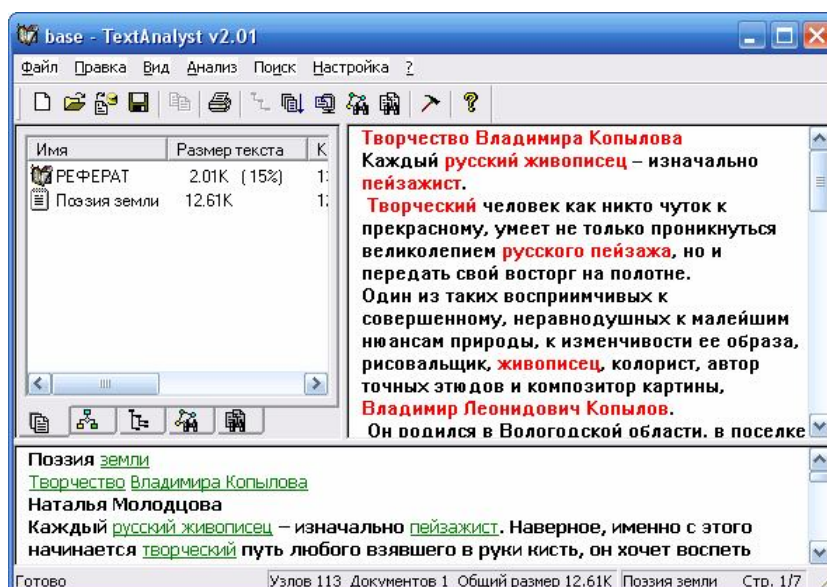 base - TextAnalyst v2.01
Файл Правка Вид Анализ Поиск Настройка ?
Имя Размер текста К
РЕФЕРАТ 2.01K (15%)
Поэзия земли 12.61K
Творчество Владимира Копылова
Каждый русский живописец – изначально
пейзажист.
Творческий человек как никто чуток к
прекрасному, умеет не только проникнуться
великолепием русского пейзажа, но и
передать свой восторг на полотне.
Один из таких восприимчивых к
совершенному, неравнодушных к малейшим
нюансам природы, к изменчивости ее образа,
рисовальщик, живописец, колорист, автор
точных этюдов и композитор картины,
Владимир Леонидович Копылов.
Он родился в Вологодской области, в поселке
Поэзия земли
Творчество Владимира Копылова
Наталья Молодцова
Каждый русский живописец – изначально пейзажист. Наверное, именно с этого
начинается творческий путь любого взявшего в руки кисть, он хочет воспеть
Готово Узлов 113 Документов 1 Общий размер 12.61K Поэзия земли Стр. 1/7